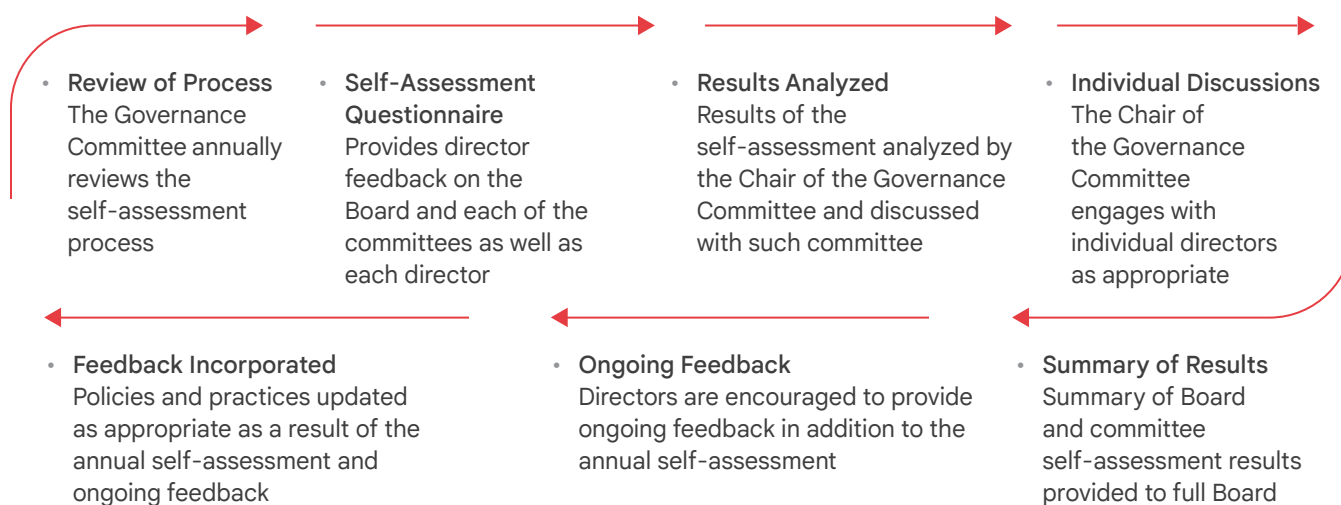 • Review of Process
The Governance
Committee annually
reviews the
self-assessment
process
• Self-Assessment
Questionnaire
Provides director
feedback on the
Board and each of the
committees as well as
each director
• Results Analyzed
Results of the
self-assessment analyzed by
the Chair of the Governance
Committee and discussed
with such committee
• Individual Discussions
The Chair of
the Governance
Committee
engages with
individual directors
as appropriate
• Summary of Results
Summary of Board
and committee
self-assessment results
provided to full Board
• Ongoing Feedback
Directors are encouraged to provide
ongoing feedback in addition to the
annual self-assessment
• Feedback Incorporated
Policies and practices updated
as appropriate as a result of the
annual self-assessment and
ongoing feedback